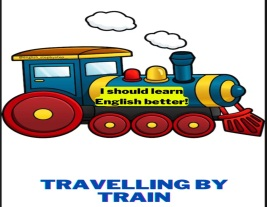 I should learn
English better!
TRAVELLING BY
TRAIN